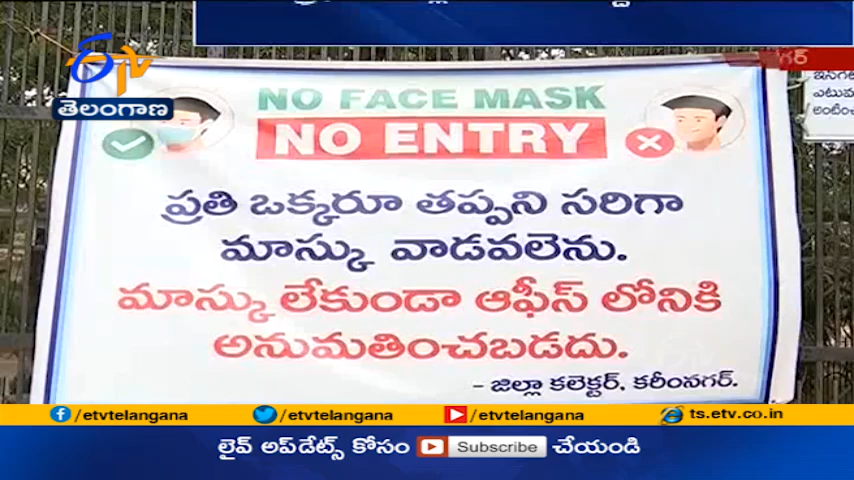 ETV
తెలంగాణ
NO FACE MASK
NO ENTRY
ప్రతి ఒక్కరూ తప్పని సరిగా
మాస్కు వాడవలెను.
మాస్కు లేకుండా ఆఫీస్ లోనికి
అనుమతించబడదు.
- జిల్లా కలెక్టర్, కరీంనగర్.
/etvtelangana
/etvtelangana
/etvtelangana
ts.etv.co.in
లైవ్ అప్‌డేట్స్ కోసం Subscribe చేయండి